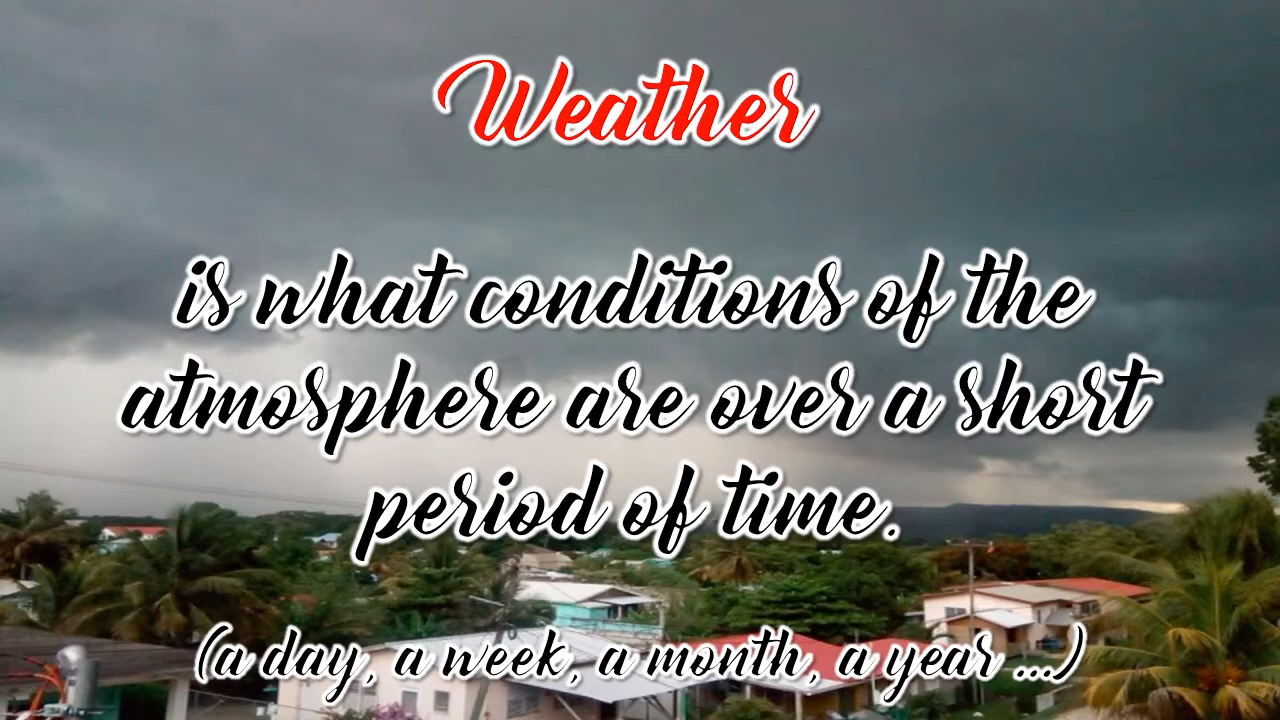 Weather
is what conditions of the
atmosphere are over a short
period of time.
(a day, a week, a month, a year ...)